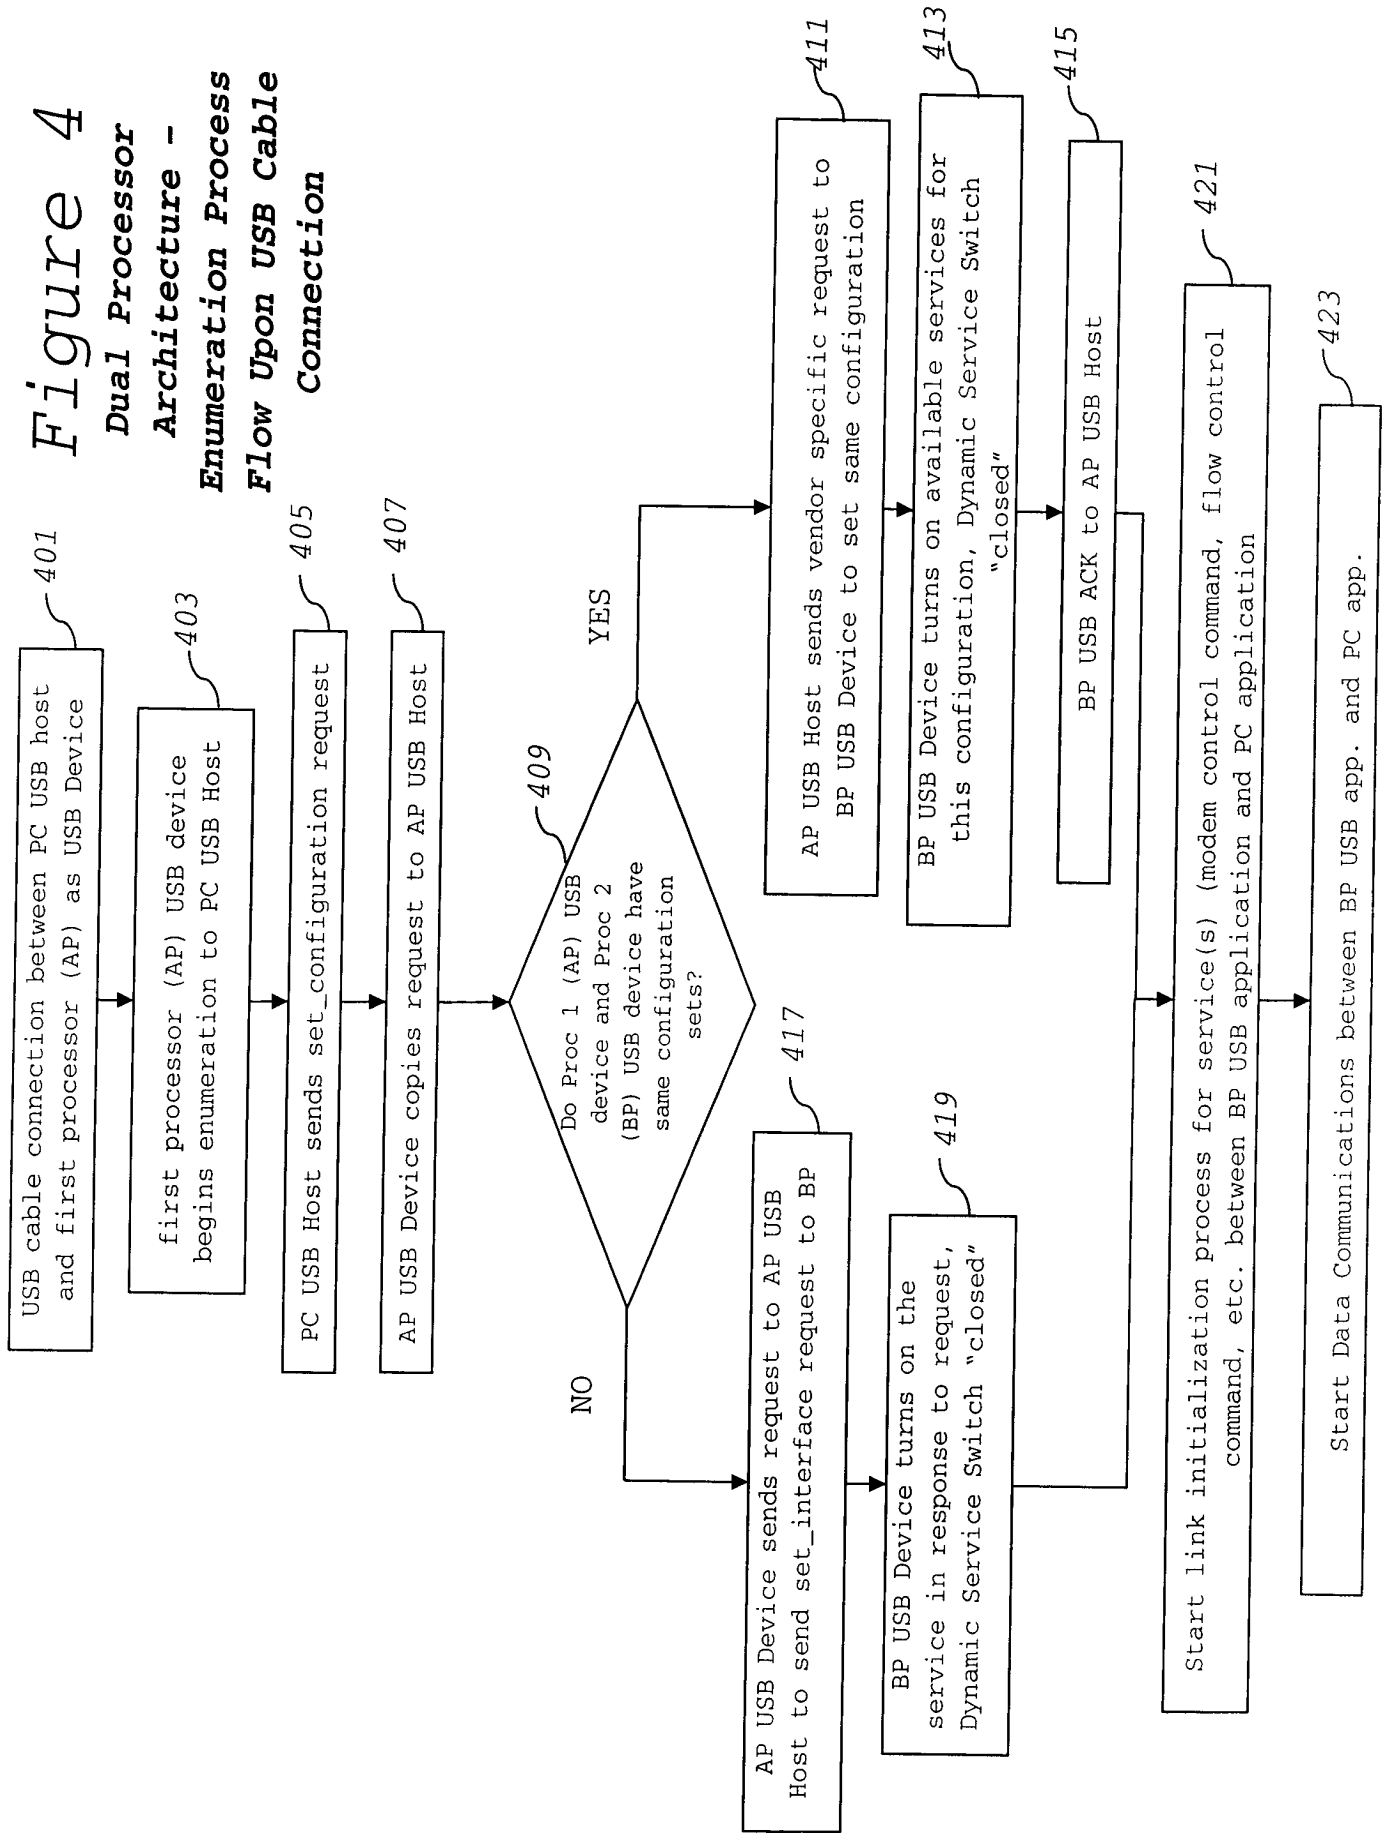 Figure 4
Dual Processor
Architecture -
Enumeration Process
Flow Upon USB Cable
Connection
401
USB cable connection between PC USB host
and first processor (AP) as USB Device
403
first processor (AP) USB device
begins enumeration to PC USB Host
405
PC USB Host sends set_configuration request
407
AP USB Device copies request to AP USB Host
409
Do Proc 1 (AP) USB
device and Proc 2
(BP) USB device have
same configuration
sets?
YES
NO
411
AP USB Host sends vendor specific request to
BP USB Device to set same configuration
413
BP USB Device turns on available services for
this configuration, Dynamic Service Switch
"closed"
415
BP USB ACK to AP USB Host
417
AP USB Device sends request to AP USB
Host to send set_interface request to BP
419
BP USB Device turns on the
service in response to request,
Dynamic Service Switch "closed"
421
Start link initialization process for service(s) (modem control command, flow control
command, etc. between BP USB application and PC application
423
Start Data Communications between BP USB app. and PC app.